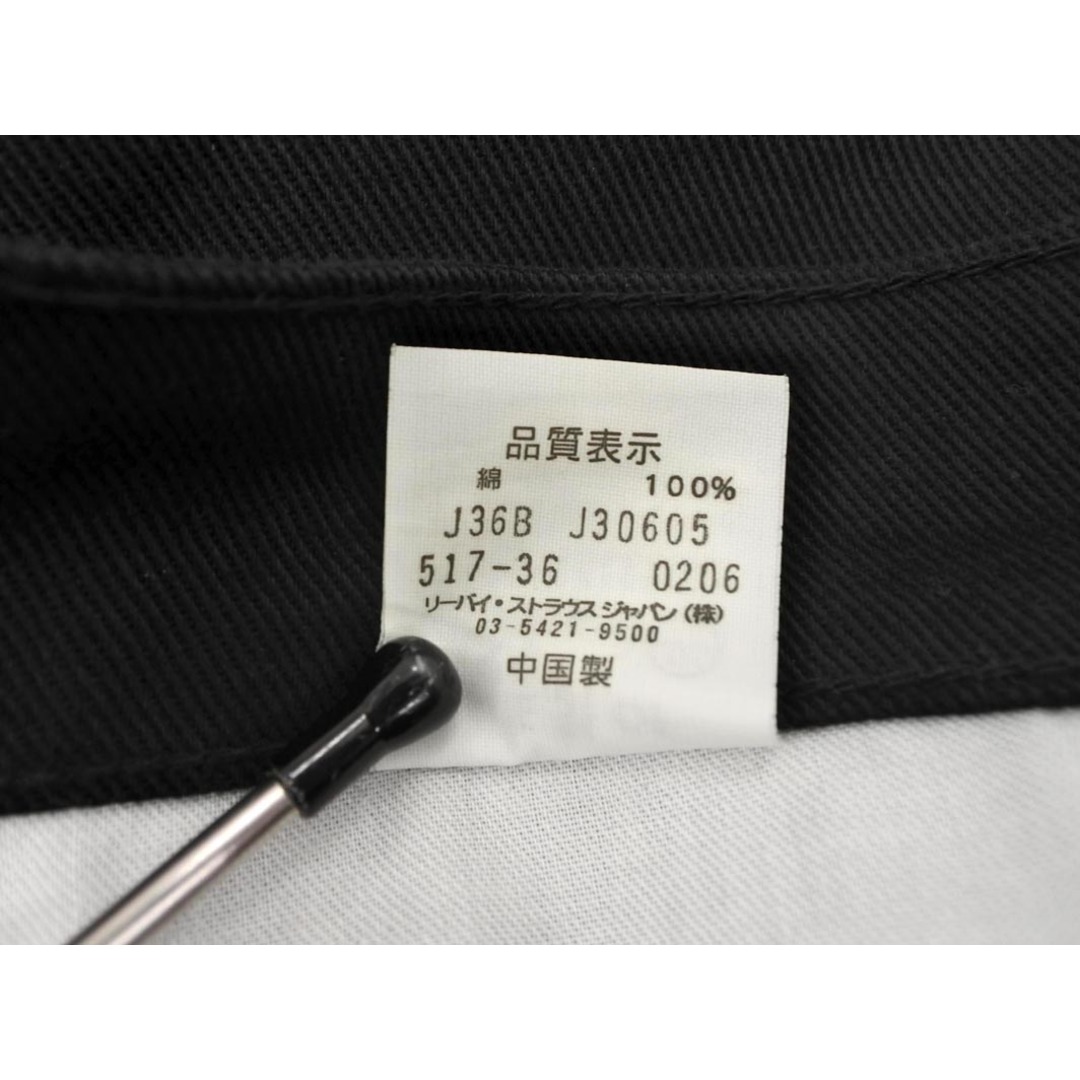 品質表示
綿 100%
J36B J30605
517-36 0206
リーバイ・ストラウスジャパン(株)
03-5421-9500
中国製